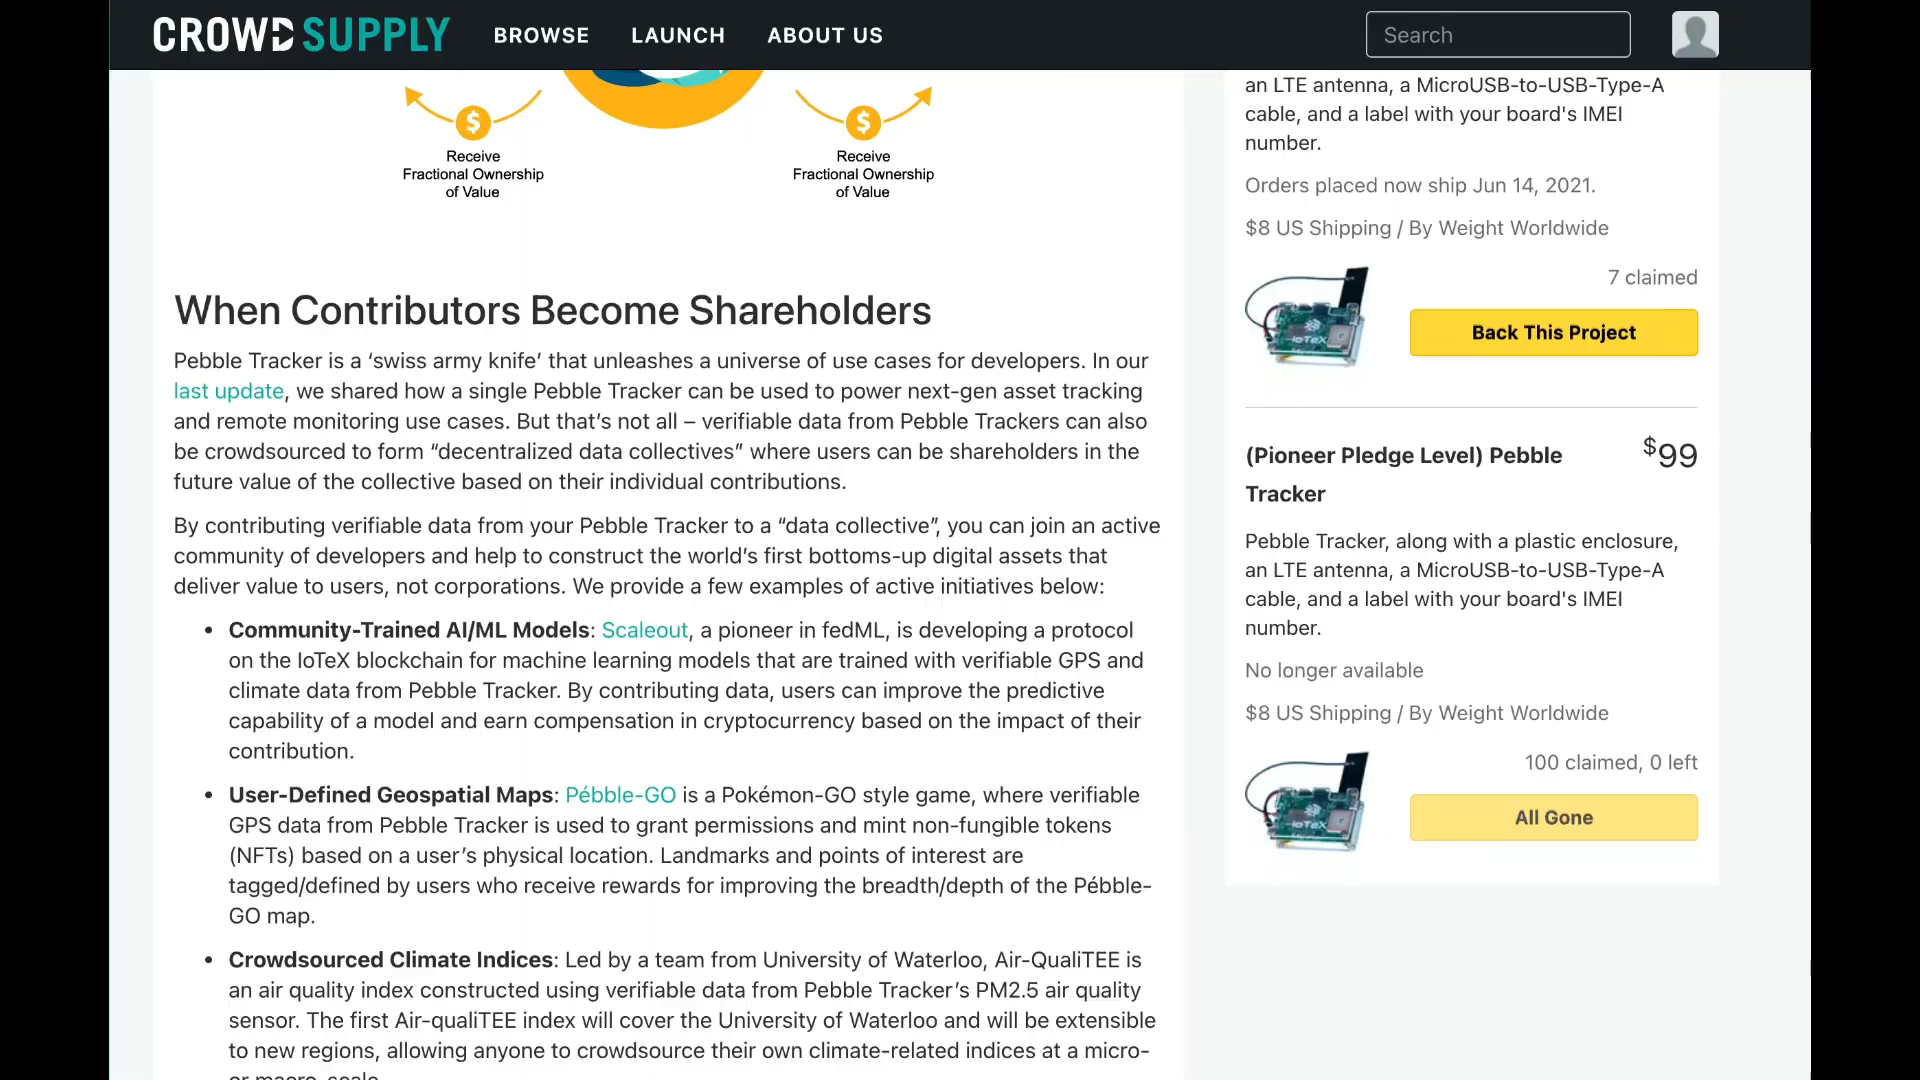 CROWD SUPPLY BROWSE LAUNCH ABOUT US Search
Receive
Fractional Ownership
of Value
Receive
Fractional Ownership
of Value
When Contributors Become Shareholders
Pebble Tracker is a ‘swiss army knife’ that unleashes a universe of use cases for developers. In our
last update, we shared how a single Pebble Tracker can be used to power next-gen asset tracking
and remote monitoring use cases. But that’s not all – verifiable data from Pebble Trackers can also
be crowdsourced to form “decentralized data collectives” where users can be shareholders in the
future value of the collective based on their individual contributions.
By contributing verifiable data from your Pebble Tracker to a “data collective”, you can join an active
community of developers and help to construct the world’s first bottoms-up digital assets that
deliver value to users, not corporations. We provide a few examples of active initiatives below:
• Community-Trained AI/ML Models: Scaleout, a pioneer in fedML, is developing a protocol
on the IoTeX blockchain for machine learning models that are trained with verifiable GPS and
climate data from Pebble Tracker. By contributing data, users can improve the predictive
capability of a model and earn compensation in cryptocurrency based on the impact of their
contribution.
• User-Defined Geospatial Maps: Pébble-GO is a Pokémon-GO style game, where verifiable
GPS data from Pebble Tracker is used to grant permissions and mint non-fungible tokens
(NFTs) based on a user’s physical location. Landmarks and points of interest are
tagged/defined by users who receive rewards for improving the breadth/depth of the Pébble-
GO map.
• Crowdsourced Climate Indices: Led by a team from University of Waterloo, Air-QualiTEE is
an air quality index constructed using verifiable data from Pebble Tracker’s PM2.5 air quality
sensor. The first Air-qualiTEE index will cover the University of Waterloo and will be extensible
to new regions, allowing anyone to crowdsource their own climate-related indices at a micro-
or macro-scale.
an LTE antenna, a MicroUSB-to-USB-Type-A
cable, and a label with your board's IMEI
number.
Orders placed now ship Jun 14, 2021.
$8 US Shipping / By Weight Worldwide
7 claimed
IoTeX
Back This Project
(Pioneer Pledge Level) Pebble
Tracker
$99
Pebble Tracker, along with a plastic enclosure,
an LTE antenna, a MicroUSB-to-USB-Type-A
cable, and a label with your board's IMEI
number.
No longer available
$8 US Shipping / By Weight Worldwide
100 claimed, 0 left
IoTeX
All Gone